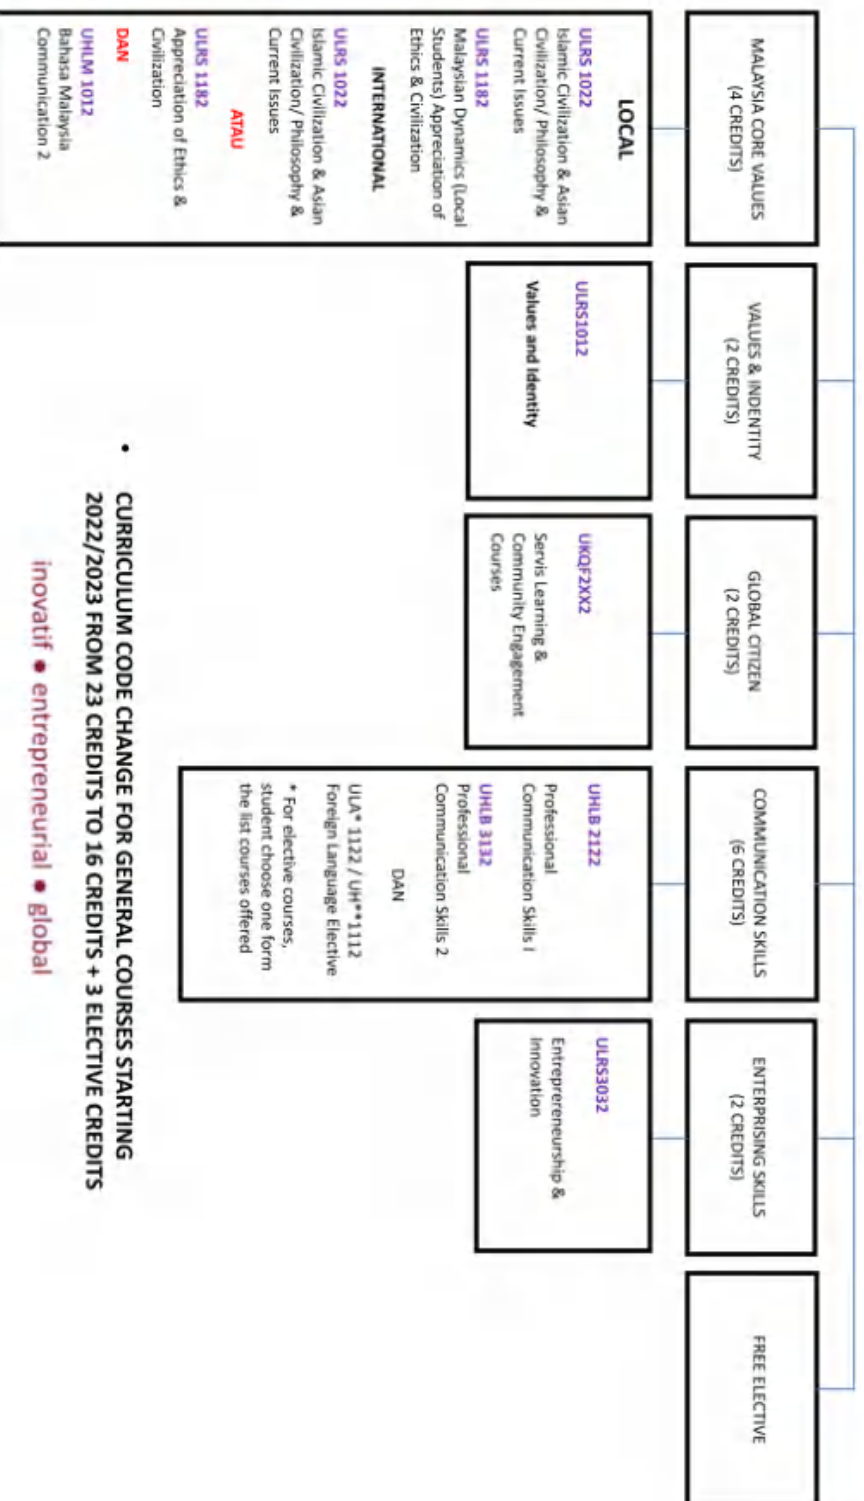 MALAYSIA CORE VALUES
(4 CREDITS)
VALUES & INDENTITY
(2 CREDITS)
GLOBAL CITIZEN
(2 CREDITS)
COMMUNICATION SKILLS
(6 CREDITS)
ENTERPRISING SKILLS
(2 CREDITS)
FREE ELECTIVE
LOCAL
ULRS 1022
Islamic Civilization & Asian
Civilization/ Philosophy &
Current Issues
ULRS 1182
Malaysian Dynamics (Local
Students) Appreciation of
Ethics & Civilization
INTERNATIONAL
ULRS 1022
Islamic Civilization & Asian
Civilization/ Philosophy &
Current Issues
ATAU
ULRS 1182
Appreciation of Ethics &
Civilization
DAN
UHLM 1012
Bahasa Malaysia
Communication 2
ULRS1012
Values and Identity
UKQF2XX2
Servis Learning &
Community Engagement
Courses
UHLB 2122
Professional
Communication Skills I
UHLB 3132
Professional
Communication Skills 2
DAN
ULA* 1122 / UH**1112
Foreign Language Elective
* For elective courses,
student choose one form
the list courses offered
ULRS3032
Entreprereneurship &
Innovation
• CURRICULUM CODE CHANGE FOR GENERAL COURSES STARTING
2022/2023 FROM 23 CREDITS TO 16 CREDITS + 3 ELECTIVE CREDITS
inovatif ● entrepreneurial ● global